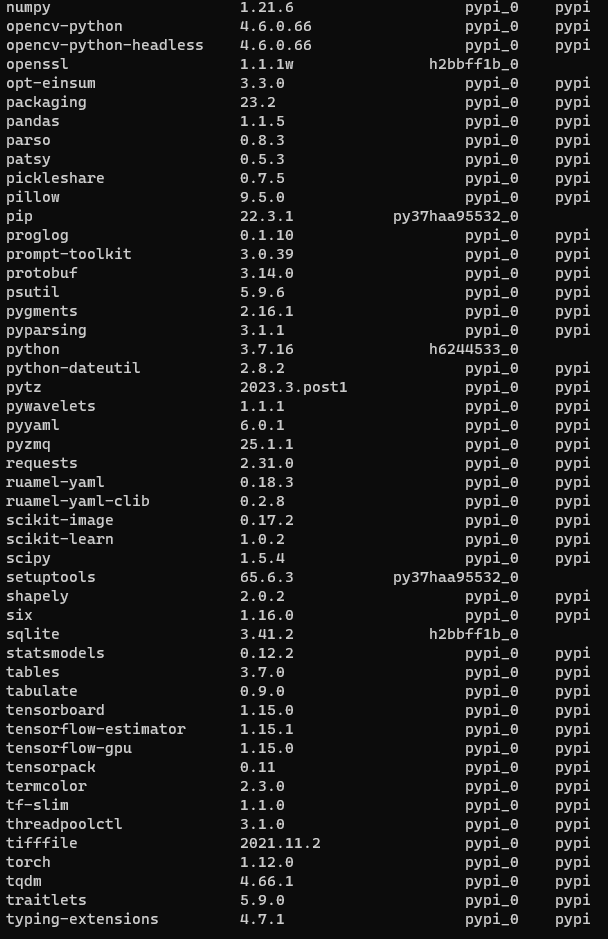 numpy 1.21.6 pypi_0 pypi
opencv-python 4.6.0.66 pypi_0 pypi
opencv-python-headless 4.6.0.66 pypi_0 pypi
openssl 1.1.1w h2bbff1b_0
opt-einsum 3.3.0 pypi_0 pypi
packaging 23.2 pypi_0 pypi
pandas 1.1.5 pypi_0 pypi
parso 0.8.3 pypi_0 pypi
patsy 0.5.3 pypi_0 pypi
pickleshare 0.7.5 pypi_0 pypi
pillow 9.5.0 pypi_0 pypi
pip 22.3.1 py37haa95532_0
proglog 0.1.10 pypi_0 pypi
prompt-toolkit 3.0.39 pypi_0 pypi
protobuf 3.14.0 pypi_0 pypi
psutil 5.9.6 pypi_0 pypi
pygments 2.16.1 pypi_0 pypi
pyparsing 3.1.1 pypi_0 pypi
python 3.7.16 h6244533_0
python-dateutil 2.8.2 pypi_0 pypi
pytz 2023.3.post1 pypi_0 pypi
pywavelets 1.1.1 pypi_0 pypi
pyyaml 6.0.1 pypi_0 pypi
pyzmq 25.1.1 pypi_0 pypi
requests 2.31.0 pypi_0 pypi
ruamel-yaml 0.18.3 pypi_0 pypi
ruamel-yaml-clib 0.2.8 pypi_0 pypi
scikit-image 0.17.2 pypi_0 pypi
scikit-learn 1.0.2 pypi_0 pypi
scipy 1.5.4 pypi_0 pypi
setuptools 65.6.3 py37haa95532_0
shapely 2.0.2 pypi_0 pypi
six 1.16.0 pypi_0 pypi
sqlite 3.41.2 h2bbff1b_0
statsmodels 0.12.2 pypi_0 pypi
tables 3.7.0 pypi_0 pypi
tabulate 0.9.0 pypi_0 pypi
tensorboard 1.15.0 pypi_0 pypi
tensorflow-estimator 1.15.1 pypi_0 pypi
tensorflow-gpu 1.15.0 pypi_0 pypi
tensorpack 0.11 pypi_0 pypi
termcolor 2.3.0 pypi_0 pypi
tf-slim 1.1.0 pypi_0 pypi
threadpoolctl 3.1.0 pypi_0 pypi
tifffile 2021.11.2 pypi_0 pypi
torch 1.12.0 pypi_0 pypi
tqdm 4.66.1 pypi_0 pypi
traitlets 5.9.0 pypi_0 pypi
typing-extensions 4.7.1 pypi_0 pypi